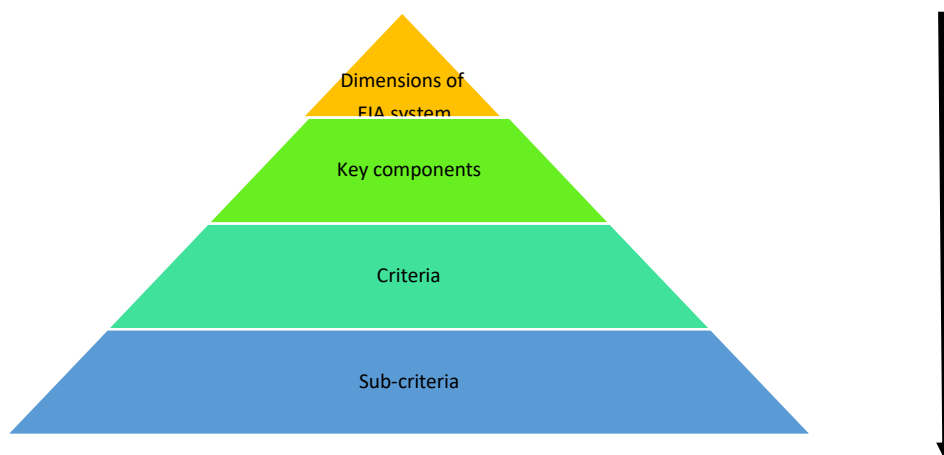 Dimensions of
EIA system
Key components
Criteria
Sub-criteria